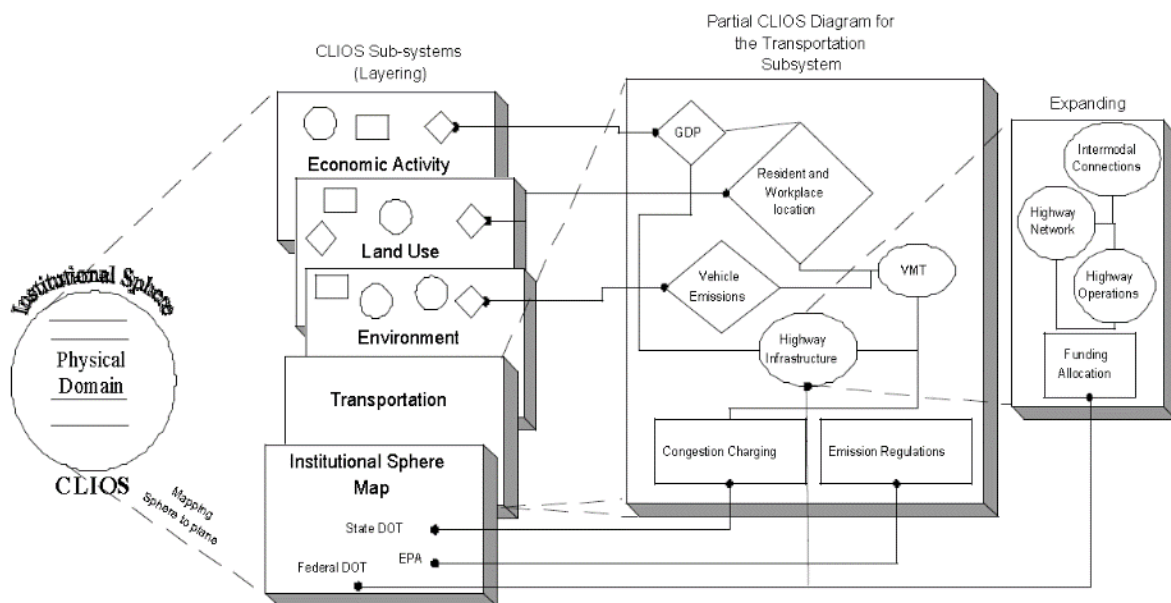 Partial CLIOS Diagram for
the Transportation
Subsystem
CLIOS Sub-systems
(Layering)
Expanding
Economic Activity
Land Use
Environment
Transportation
Institutional Sphere
Map
State DOT
EPA
Federal DOT
Institutional Sphere
Physical
Domain
CLIOS
Mapping
Sphere to plane
GDP
Resident and
Workplace
location
Vehicle
Emissions
VMT
Highway
Infrastructure
Congestion Charging
Emission Regulations
Intermodal
Connections
Highway
Network
Highway
Operations
Funding
Allocation